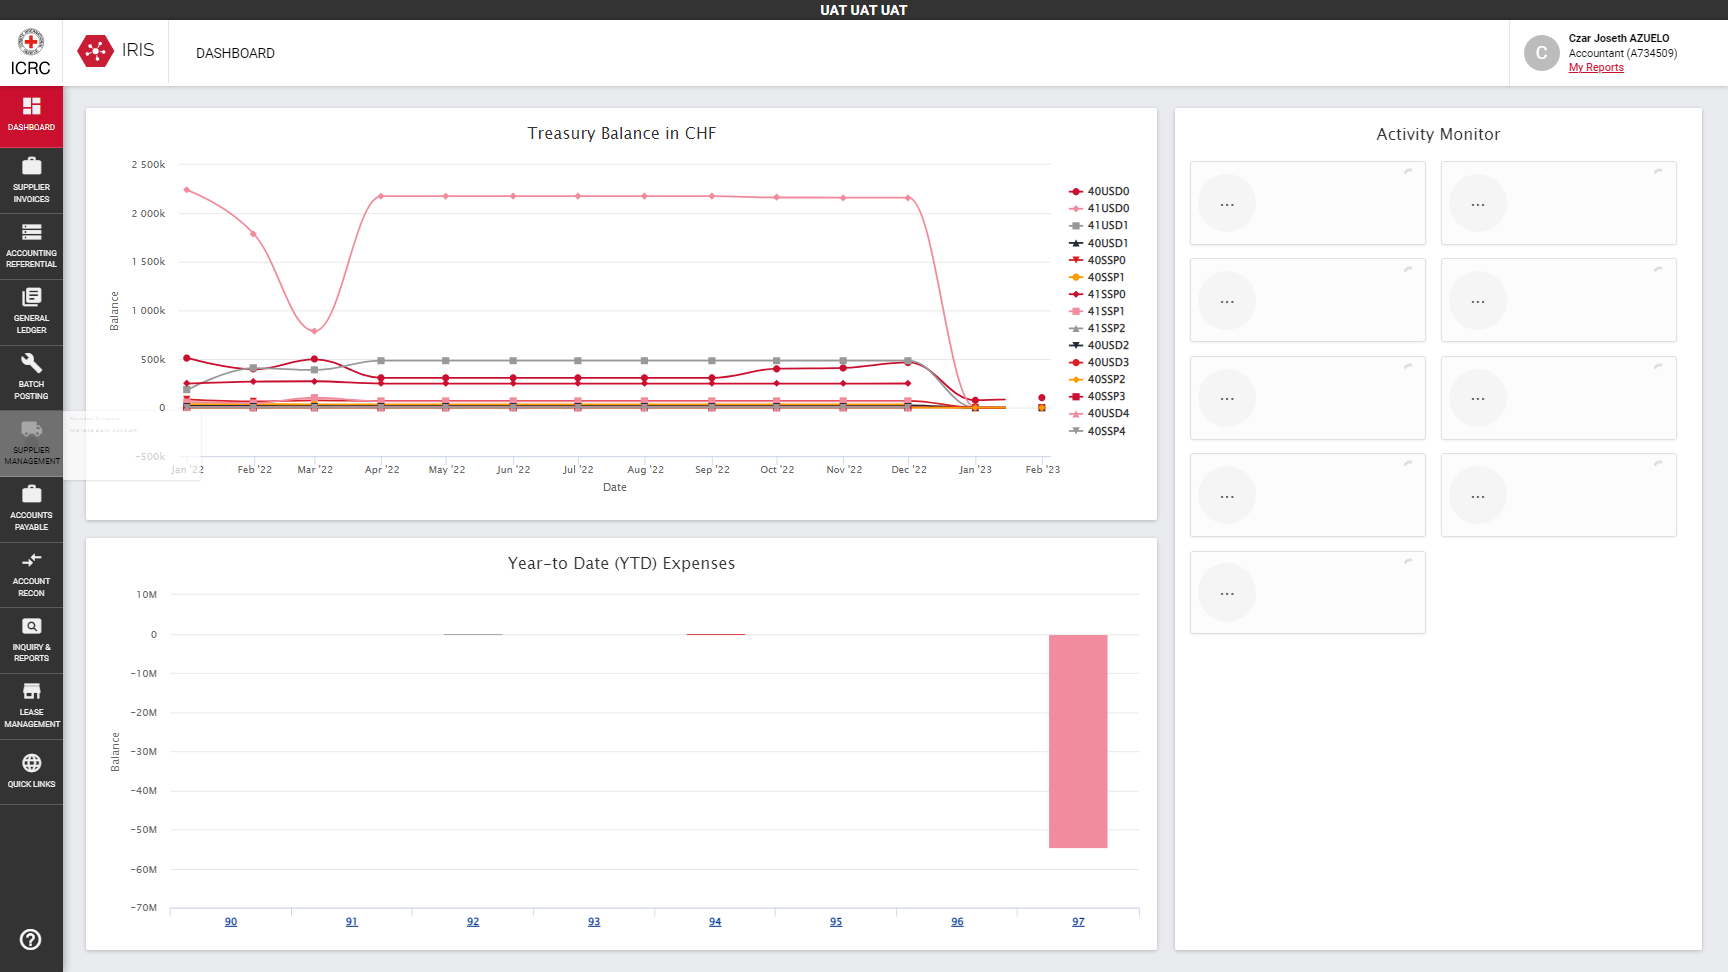 UAT UAT UAT
ICRC
IRIS
DASHBOARD
C
Czar Joseth AZUELO
Accountant (A734509)
My Reports
DASHBOARD
SUPPLIER
INVOICES
ACCOUNTING
REFERENTIAL
GENERAL
LEDGER
BATCH
POSTING
SUPPLIER
MANAGEMENT
ACCOUNTS
PAYABLE
ACCOUNT
RECON
INQUIRY &
REPORTS
LEASE
MANAGEMENT
QUICK LINKS
Treasury Balance in CHF
2 500k
2 000k
1 500k
1 000k
500k
0
−500k
Balance
Jan '22
Feb '22
Mar '22
Apr '22
May '22
Jun '22
Jul '22
Aug '22
Sep '22
Oct '22
Nov '22
Dec '22
Jan '23
Feb '23
Date
40USD0
41USD0
41USD1
40USD1
40SSP0
40SSP1
41SSP0
41SSP1
41SSP2
40USD2
40USD3
40SSP2
40SSP3
40USD4
40SSP4
Year-to Date (YTD) Expenses
10M
0
−10M
−20M
−30M
−40M
−50M
−60M
−70M
Balance
90
91
92
93
94
95
96
97
Activity Monitor
...
...
...
...
...
...
...
...
...